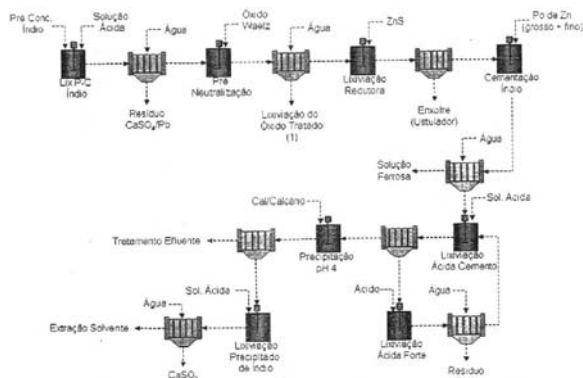 Pré Conc.
Índio
Solução
Ácida
Água
Óxido
Waelz
Água
ZnS
Pó de Zn
(grosso + fino)
Lix P-C
Índio
Resíduo
CaSO₄/Pb
Pré
Neutralização
Lixiviação do
Óxido Tratado
(1)
Lixiviação
Redutora
Enxofre
(Ustulador)
Cementação
Índio
Água
Solução
Ferrosa
Sol. Ácida
Cal/Calcário
Tratamento Efluente
Precipitação
pH 4
Lixiviação
Ácida Cemento
Água
Sol. Ácida
Ácido
Água
Extração Solvente
Lixiviação
Precipitado
de Índio
Lixiviação
Ácida Forte
Resíduo
CaSO₄